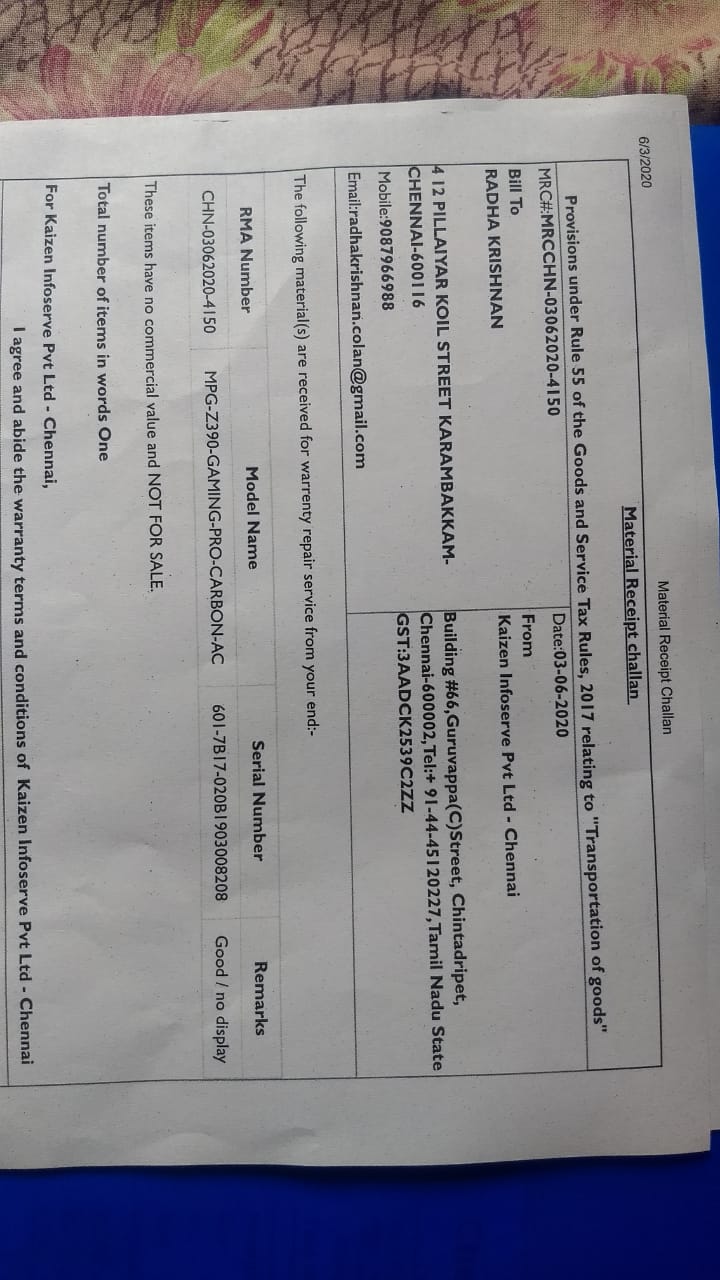 6/3/2020
Material Receipt Challan
Material Receipt challan
Provisions under Rule 55 of the Goods and Service Tax Rules, 2017 relating to "Transportation of goods"
MRC#:MRCCHN-03062020-4150
Date:03-06-2020
Bill To
RADHA KRISHNAN
4 12 PILLAIYAR KOIL STREET KARAMBAKKAM-
CHENNAI-600116
Mobile:9087966988
Email:radhakrishnan.colan@gmail.com
From
Kaizen Infoserve Pvt Ltd - Chennai
Building #66,Guruvappa(C)Street, Chintadripet,
Chennai-600002,Tel:+ 91-44-45120227,Tamil Nadu State
GST:3AADCK2539C2ZZ
The following material(s) are received for warrenty repair service from your end:-
RMA Number Model Name Serial Number Remarks
CHN-03062020-4150 MPG-Z390-GAMING-PRO-CARBON-AC 601-7B17-020B1903008208 Good / no display
These items have no commercial value and NOT FOR SALE.
Total number of items in words One
For Kaizen Infoserve Pvt Ltd - Chennai,
I agree and abide the warranty terms and conditions of Kaizen Infoserve Pvt Ltd - Chennai